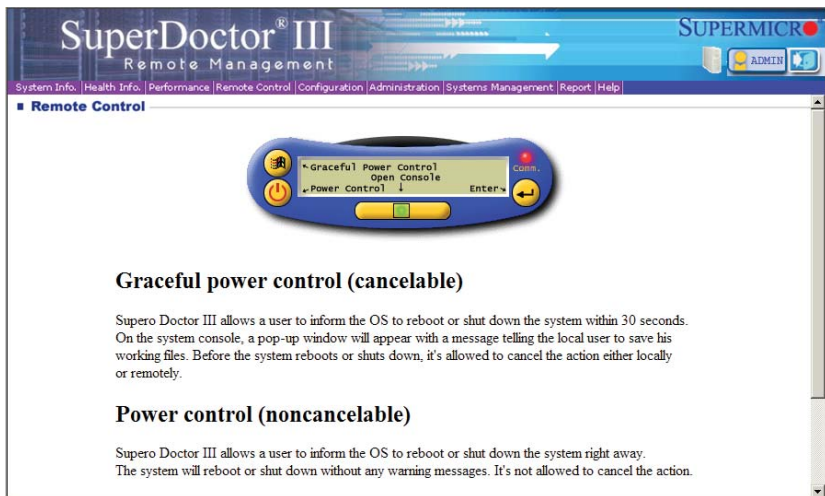 SuperDoctor® III
Remote Management
SUPERMICRO
ADMIN
System Info. | Health Info. | Performance | Remote Control | Configuration | Administration | Systems Management | Report | Help
Remote Control
Graceful Power Control
Open Console
Power Control ↓ Enter
Comm.
Graceful power control (cancelable)
Supero Doctor III allows a user to inform the OS to reboot or shut down the system within 30 seconds.
On the system console, a pop-up window will appear with a message telling the local user to save his
working files. Before the system reboots or shuts down, it's allowed to cancel the action either locally
or remotely.
Power control (noncancelable)
Supero Doctor III allows a user to inform the OS to reboot or shut down the system right away.
The system will reboot or shut down without any warning messages. It's not allowed to cancel the action.